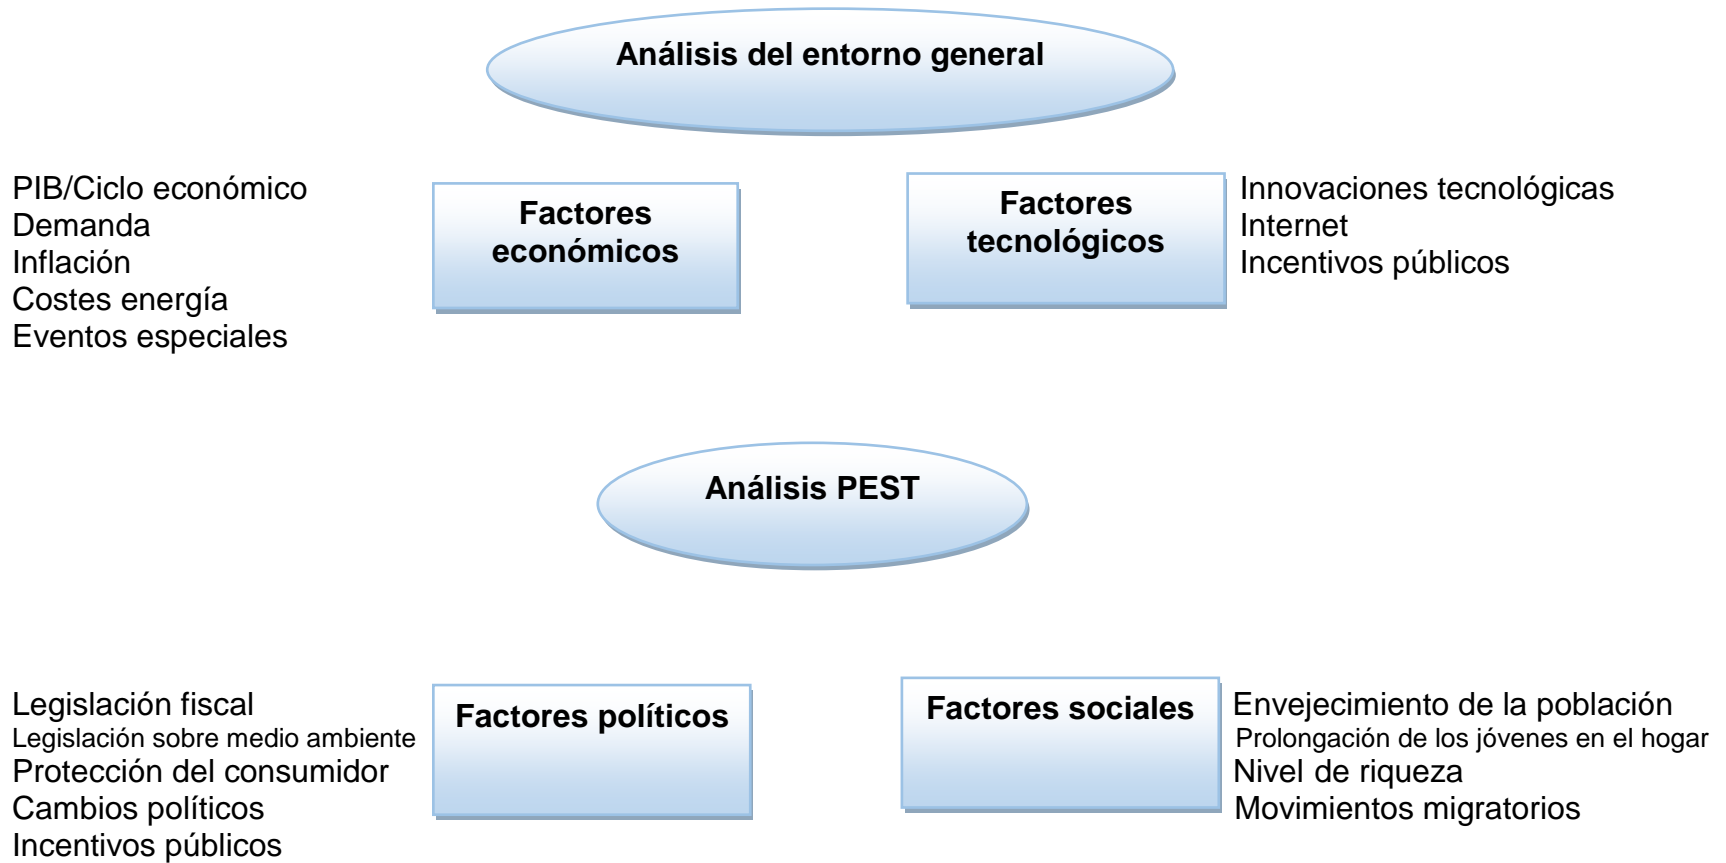 Análisis del entorno general
PIB/Ciclo económico
Demanda
Inflación
Costes energía
Eventos especiales
Factores
económicos
Factores
tecnológicos
Innovaciones tecnológicas
Internet
Incentivos públicos
Análisis PEST
Legislación fiscal
Legislación sobre medio ambiente
Protección del consumidor
Cambios políticos
Incentivos públicos
Factores políticos
Factores sociales
Envejecimiento de la población
Prolongación de los jóvenes en el hogar
Nivel de riqueza
Movimientos migratorios